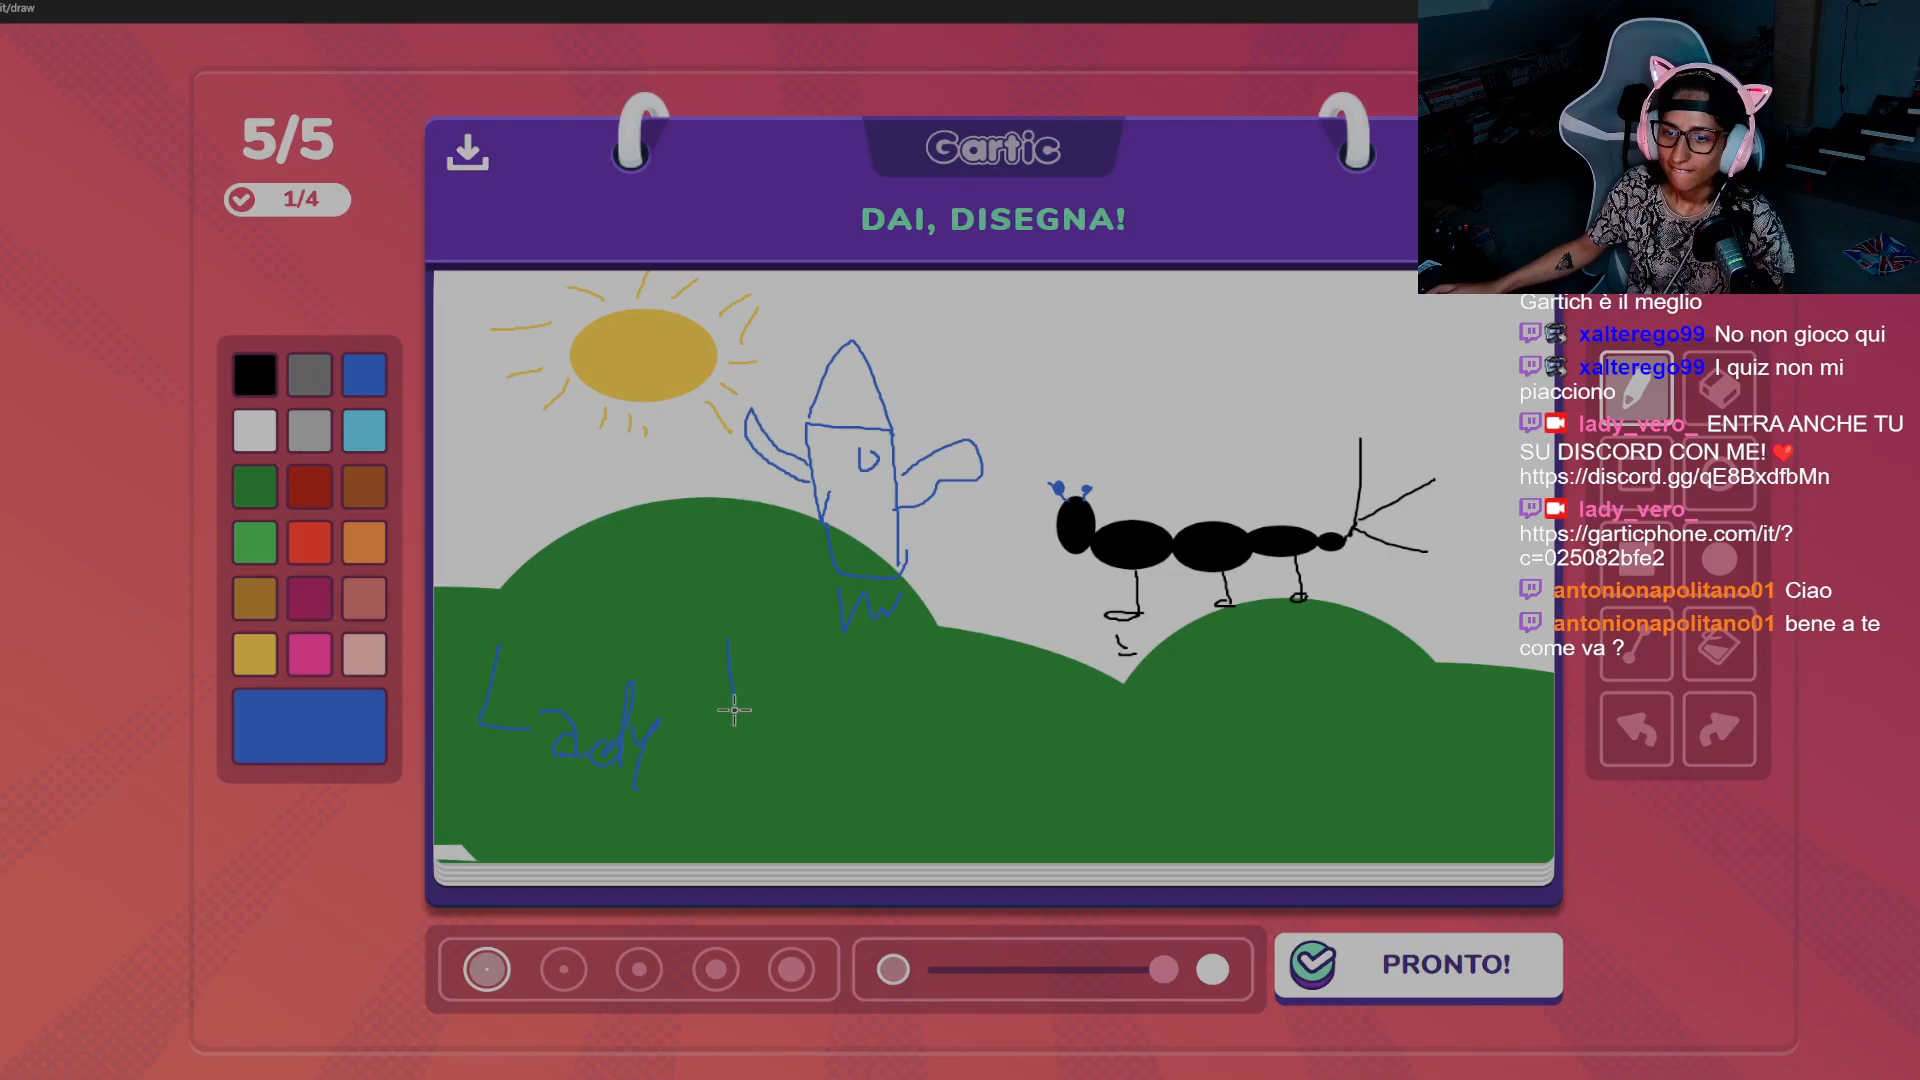 it/draw
5/5
1/4
Gartic
DAI, DISEGNA!
Gartich è il meglio
xalterego99 No non gioco qui
xalterego99 I quiz non mi
piacciono
lady_vero_ ENTRA ANCHE TU
SU DISCORD CON ME!
https://discord.gg/qE8BxdfbMn
lady_vero_
https://garticphone.com/it/?
c=025082bfe2
antonionapolitano01 Ciao
antonionapolitano01 bene a te
come va ?
D
Lady
PRONTO!